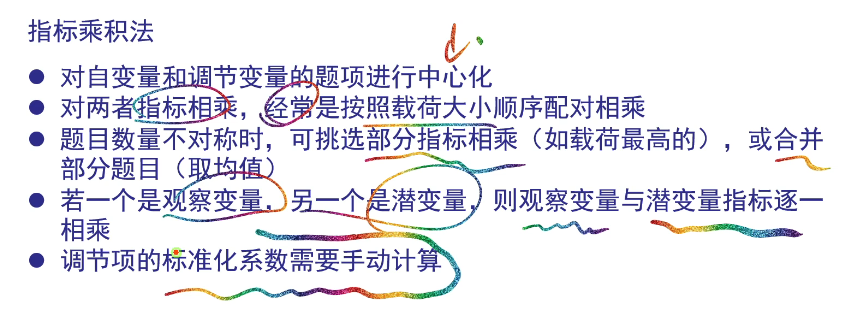 指标乘积法
● 对自变量和调节变量的题项进行中心化
● 对两者指标相乘，经常是按照载荷大小顺序配对相乘
● 题目数量不对称时，可挑选部分指标相乘（如载荷最高的），或合并
部分题目（取均值）
● 若一个是观察变量，另一个是潜变量，则观察变量与潜变量指标逐一
相乘
● 调节项的标准化系数需要手动计算